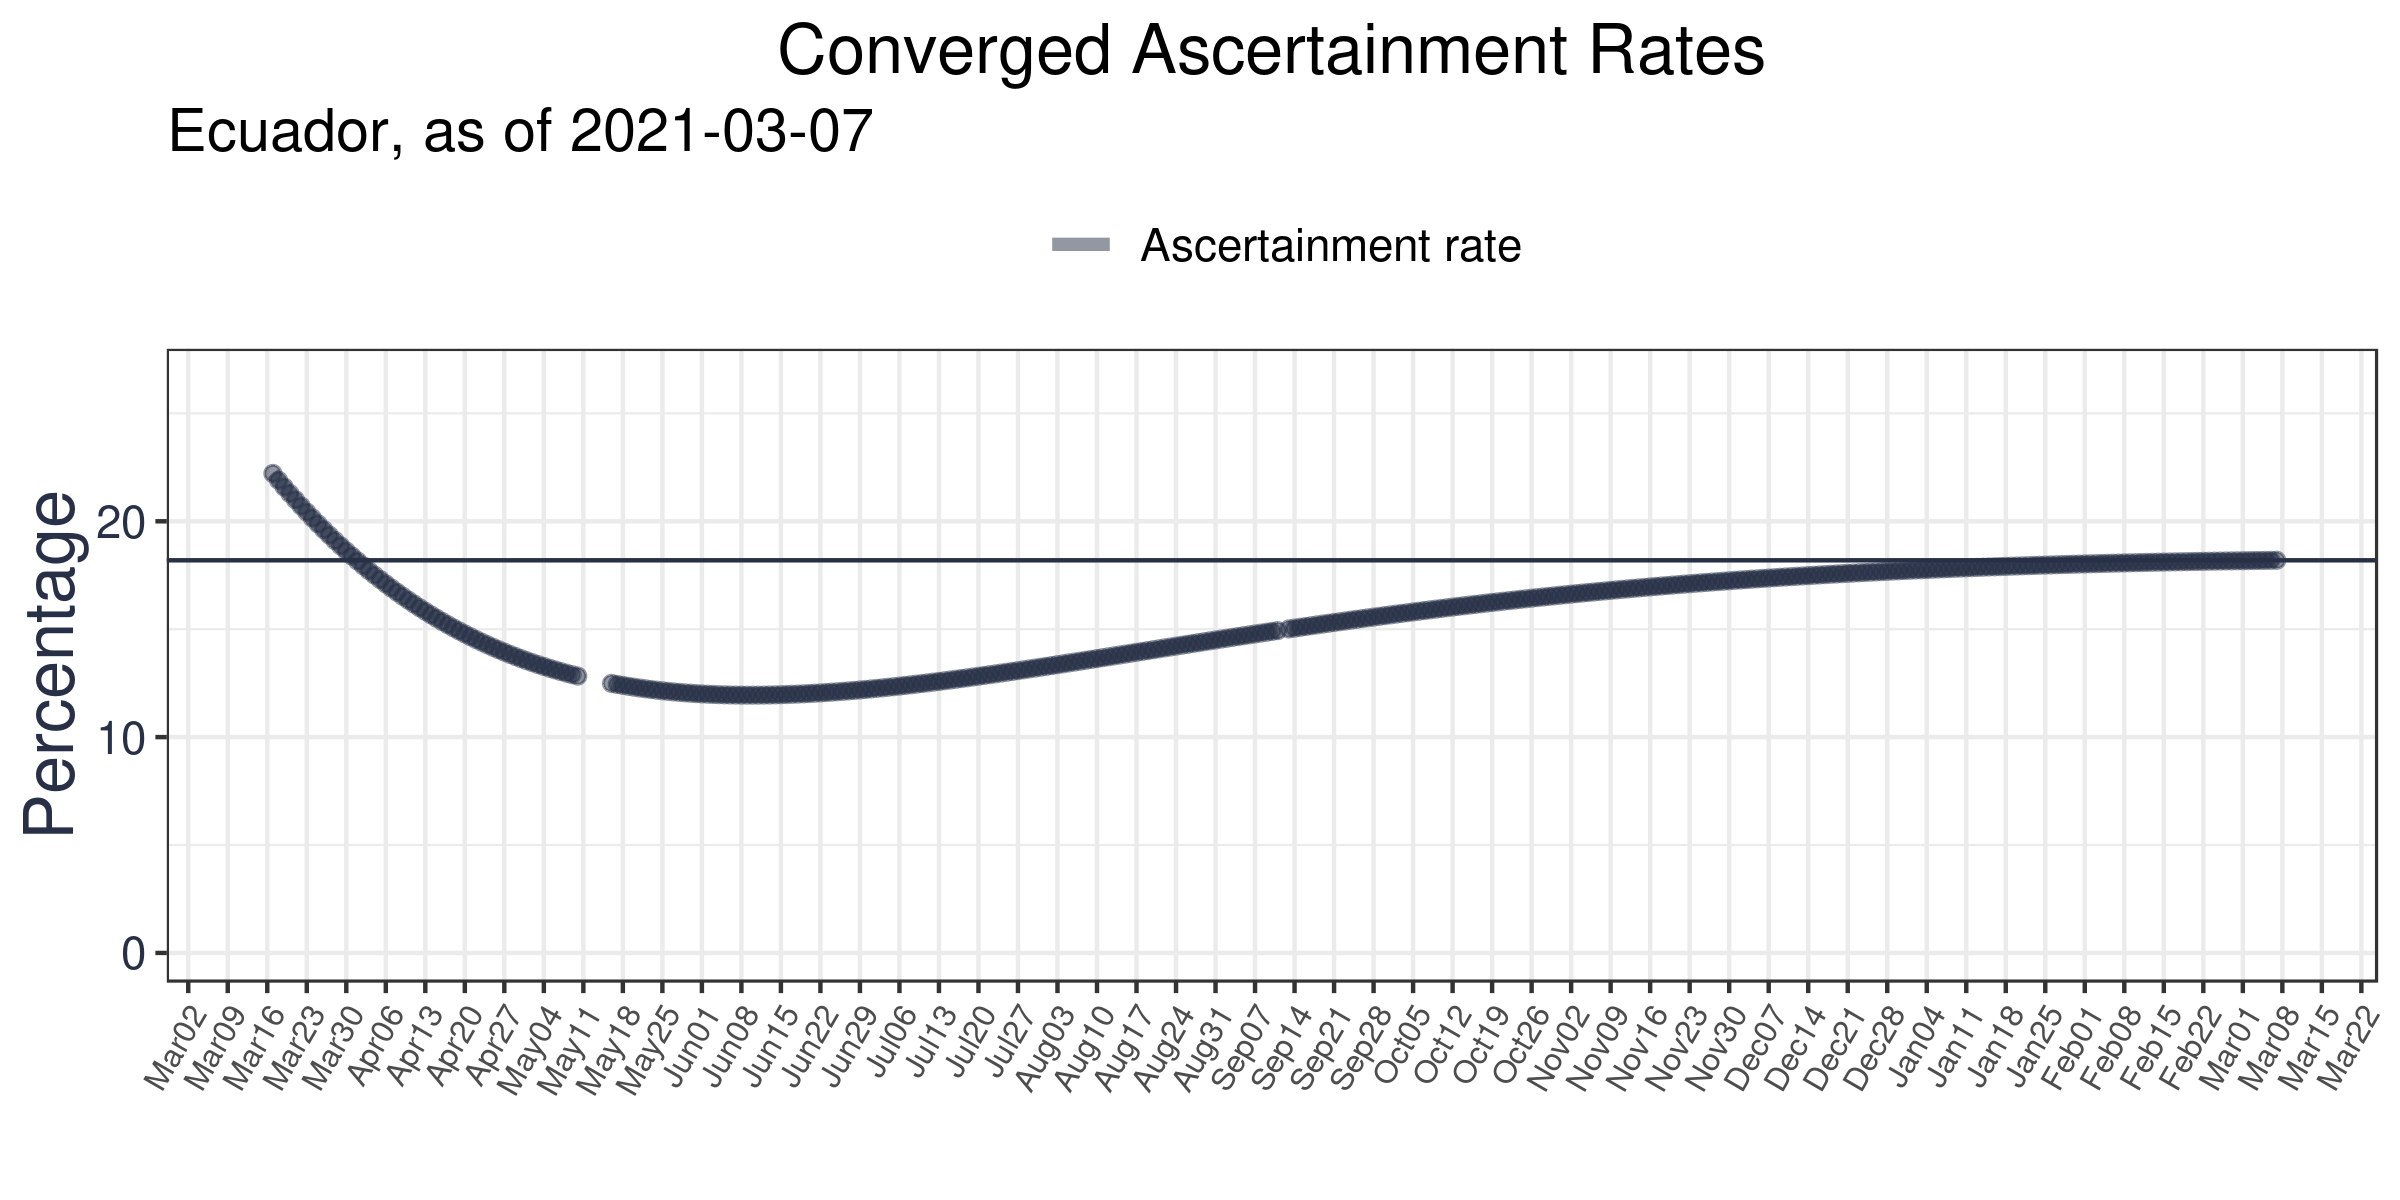 Converged Ascertainment Rates
Ecuador, as of 2021-03-07
Ascertainment rate
Percentage
20
10
0
Mar02
Mar09
Mar16
Mar23
Mar30
Apr06
Apr13
Apr20
Apr27
May04
May11
May18
May25
Jun01
Jun08
Jun15
Jun22
Jun29
Jul06
Jul13
Jul20
Jul27
Aug03
Aug10
Aug17
Aug24
Aug31
Sep07
Sep14
Sep21
Sep28
Oct05
Oct12
Oct19
Oct26
Nov02
Nov09
Nov16
Nov23
Nov30
Dec07
Dec14
Dec21
Dec28
Jan04
Jan11
Jan18
Jan25
Feb01
Feb08
Feb15
Feb22
Mar01
Mar08
Mar15
Mar22